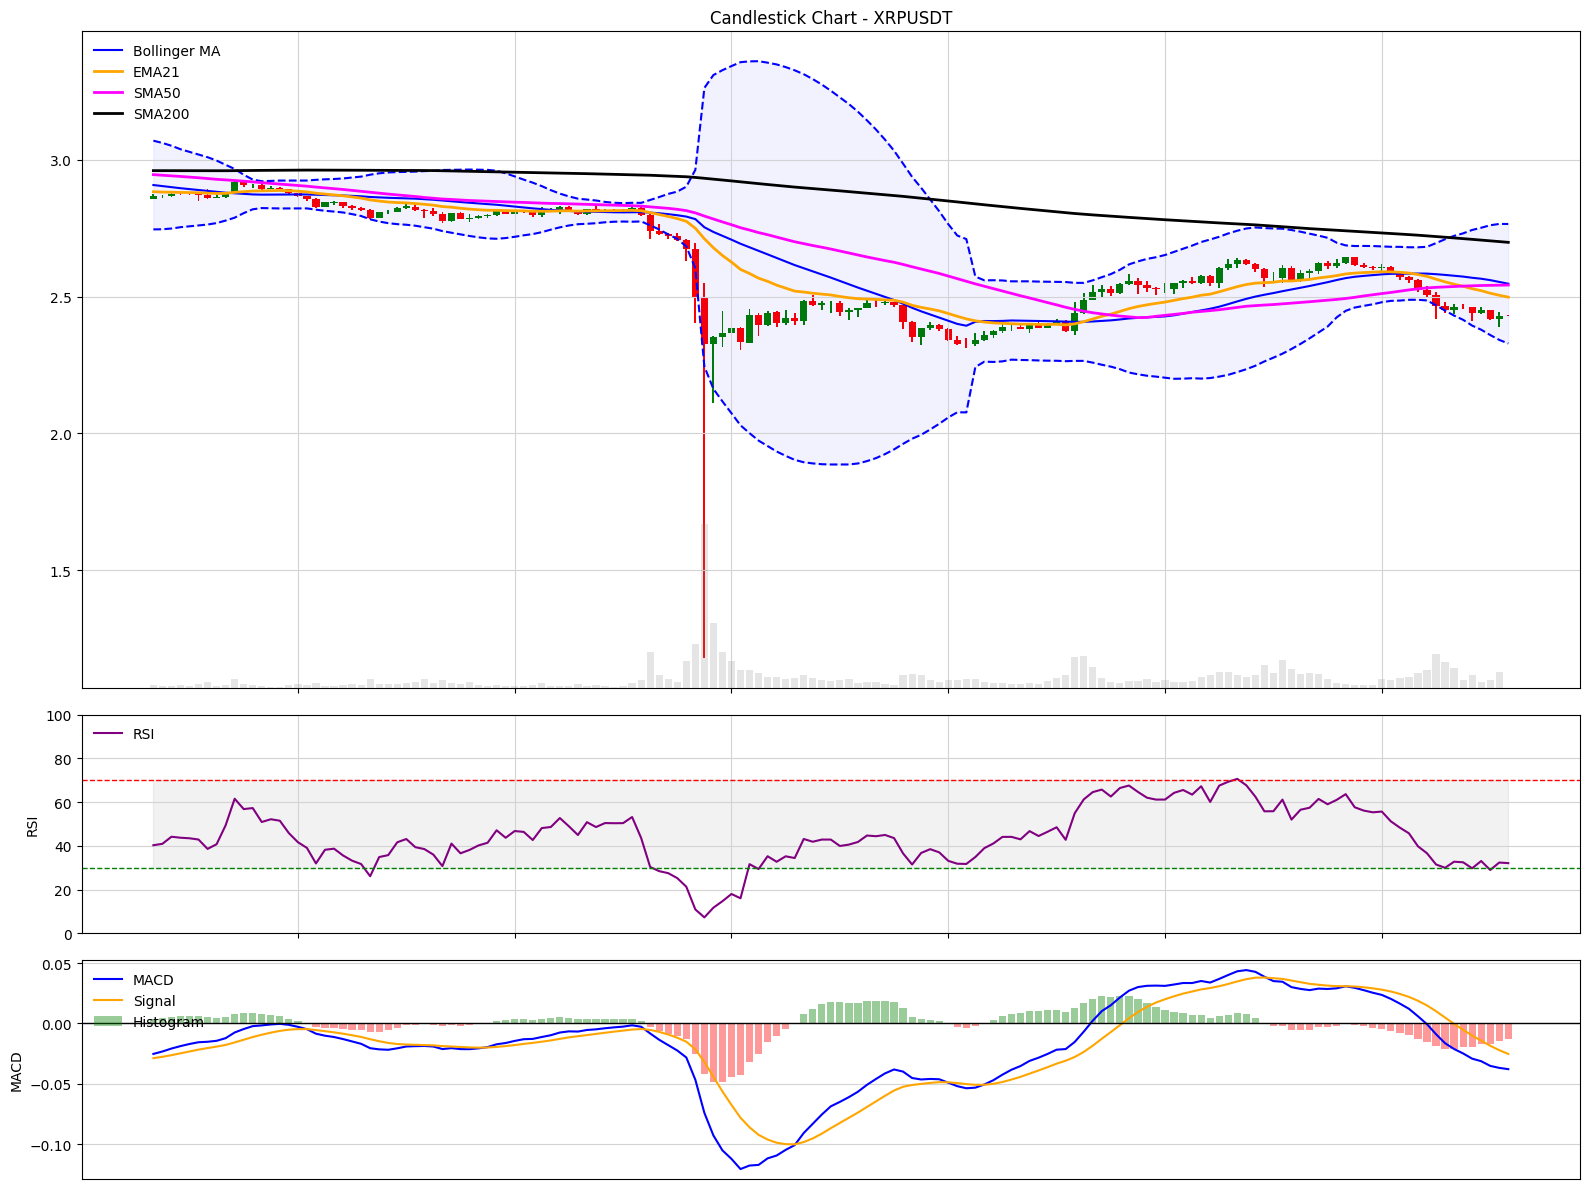 Candlestick Chart - XRPUSDT
Bollinger MA
EMA21
SMA50
SMA200
3.0
2.5
2.0
1.5
RSI
100
80
60
40
20
0
RSI
MACD
Signal
Histogram
0.05
0.00
−0.05
−0.10
MACD